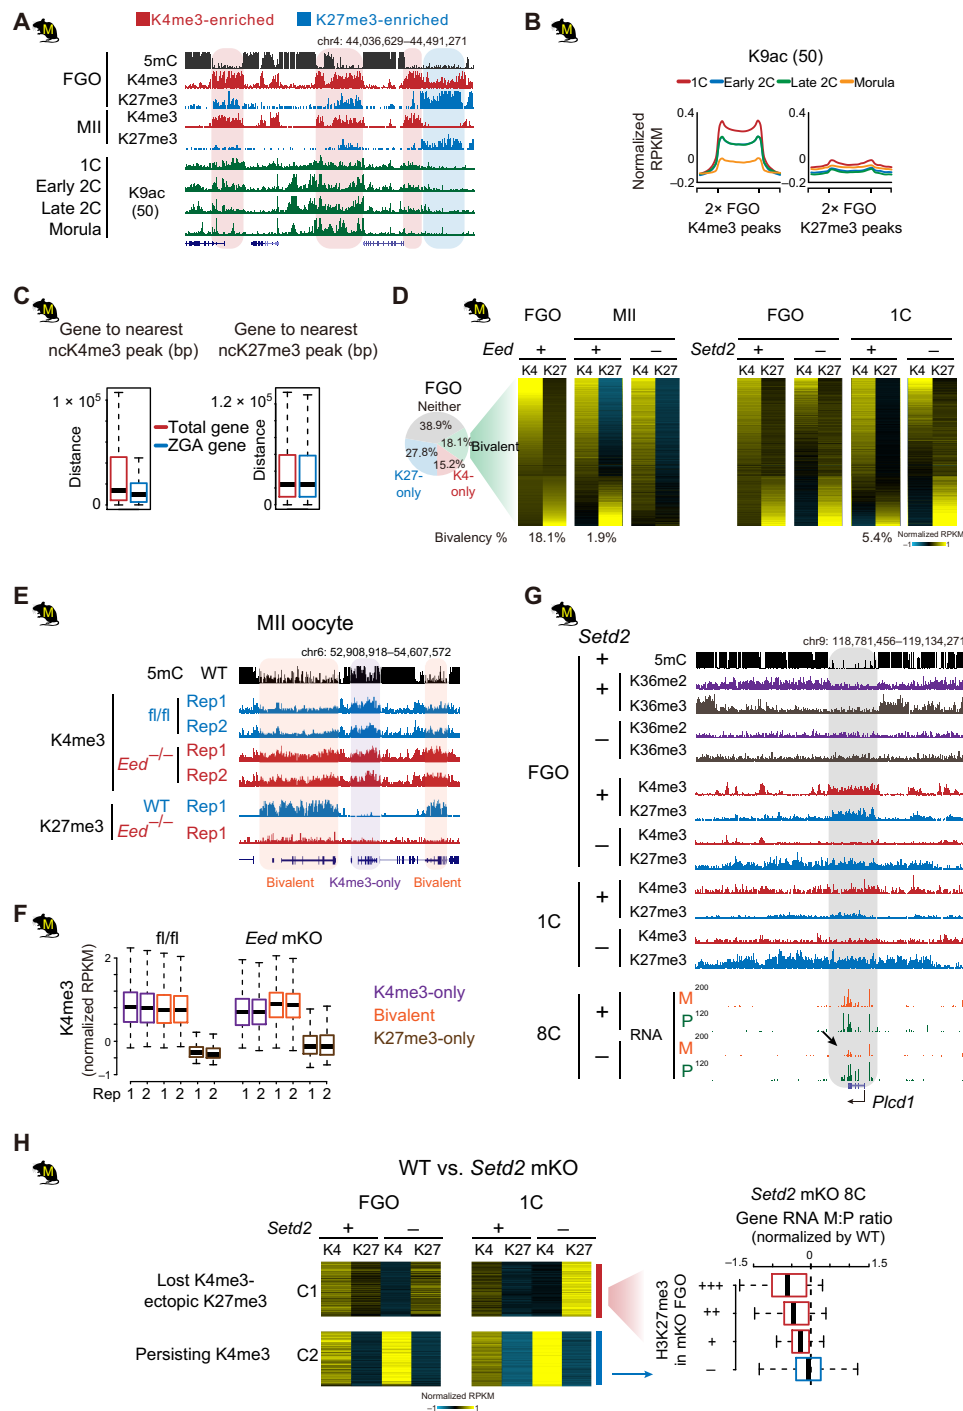 A
M
K4me3-enriched
K27me3-enriched
chr4: 44,036,629–44,491,271
5mC
FGO
K4me3
K27me3
MII
K4me3
K27me3
1C
Early 2C
Late 2C
Morula
K9ac
(50)
B
M
K9ac (50)
1C
Early 2C
Late 2C
Morula
Normalized
RPKM
0.4
0
−0.2
0.4
0
−0.2
2× FGO
K4me3 peaks
2× FGO
K27me3 peaks
C
M
Gene to nearest
ncK4me3 peak (bp)
Gene to nearest
ncK27me3 peak (bp)
1 × 10⁵
Distance
0
Total gene
ZGA gene
1.2 × 10⁵
Distance
0
D
M
FGO
MII
FGO
1C
Eed
+
+
–
Setd2
+
–
+
–
K4 K27
K4 K27
K4 K27
K4 K27
K4 K27
K4 K27
K4 K27
FGO
Neither
38.9%
18.1%
27.8%
15.2%
Bivalent
K27-
only
K4-
only
Bivalency %
18.1%
1.9%
5.4%
Normalized RPKM
−1
1
E
M
MII oocyte
chr6: 52,908,918–54,607,572
5mC
WT
K4me3
fl/fl
Rep1
Rep2
Eed−/−
Rep1
Rep2
K27me3
WT
Rep1
Eed−/−
Rep1
Bivalent
K4me3-only
Bivalent
F
M
fl/fl
Eed mKO
K4me3
(normalized RPKM)
2
0
−1
Rep
1 2 1 2 1 2
1 2 1 2 1 2
K4me3-only
Bivalent
K27me3-only
G
M
Setd2
chr9: 118,781,456–119,134,271
+
5mC
FGO
+
K36me2
K36me3
–
K36me2
K36me3
+
K4me3
K27me3
–
K4me3
K27me3
1C
+
K4me3
K27me3
–
K4me3
K27me3
8C
RNA
+
M 200
P 120
–
M 200
P 120
Plcd1
H
M
WT vs. Setd2 mKO
FGO
1C
Setd2
+
–
+
–
K4 K27 K4 K27
K4 K27 K4 K27
Lost K4me3-
ectopic K27me3
C1
Persisting K4me3
C2
Normalized RPKM
−1
1
Setd2 mKO 8C
Gene RNA M:P ratio
(normalized by WT)
−1.5
0
1.5
H3K27me3
in mKO FGO
+++
++
+
–